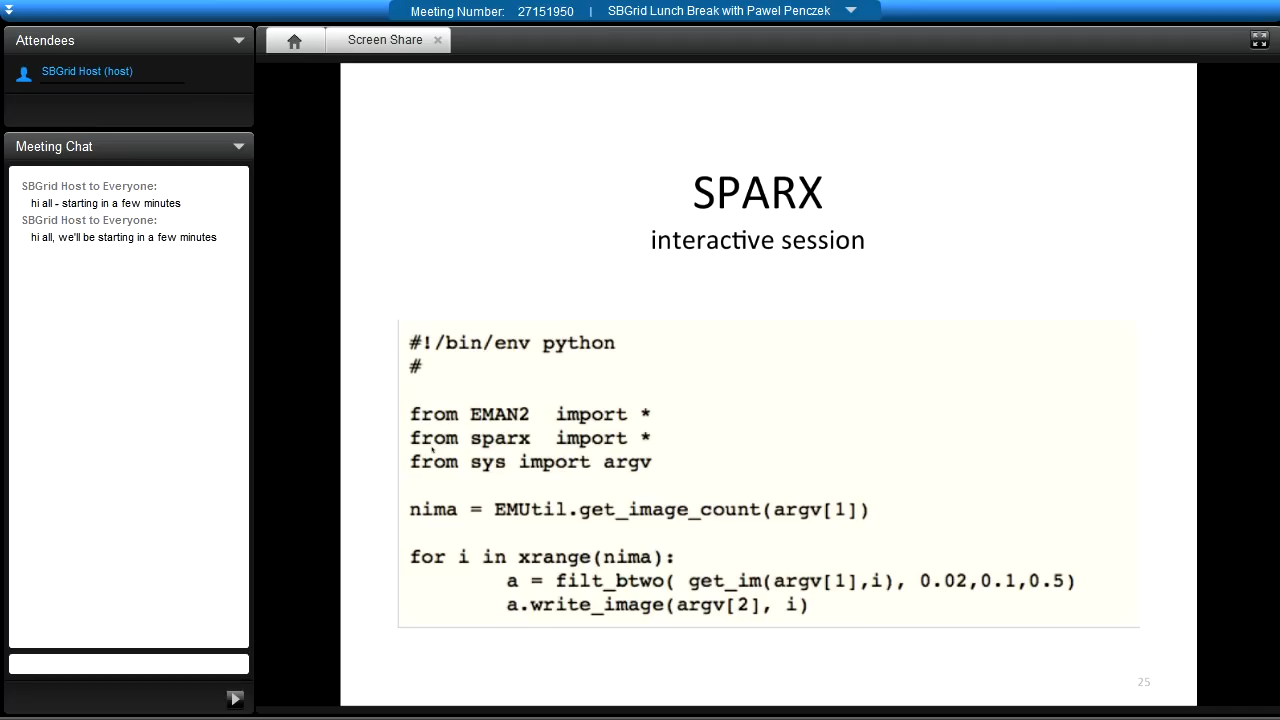 Meeting Number: 27151950 | SBGrid Lunch Break with Pawel Penczek
Attendees
SBGrid Host (host)
Meeting Chat
SBGrid Host to Everyone:
hi all - starting in a few minutes
SBGrid Host to Everyone:
hi all, we'll be starting in a few minutes
Screen Share
SPARX
interactive session
#!/bin/env python
#
from EMAN2  import *
from sparx  import *
from sys import argv
nima = EMUtil.get_image_count(argv[1])
for i in xrange(nima):
        a = filt_btwo( get_im(argv[1],i), 0.02,0.1,0.5)
        a.write_image(argv[2], i)
25